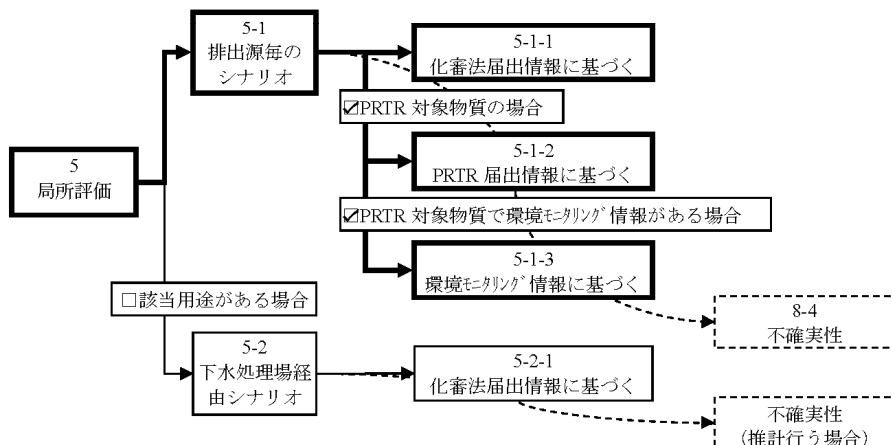 5-1
排出源毎の
シナリオ
5-1-1
化審法届出情報に基づく
☑PRTR 対象物質の場合
5
局所評価
5-1-2
PRTR 届出情報に基づく
☑PRTR 対象物質で環境ﾓﾆﾀﾘﾝｸﾞ情報がある場合
5-1-3
環境ﾓﾆﾀﾘﾝｸﾞ情報に基づく
□該当用途がある場合
8-4
不確実性
5-2
下水処理場経
由シナリオ
5-2-1
化審法届出情報に基づく
不確実性
（推計行う場合）